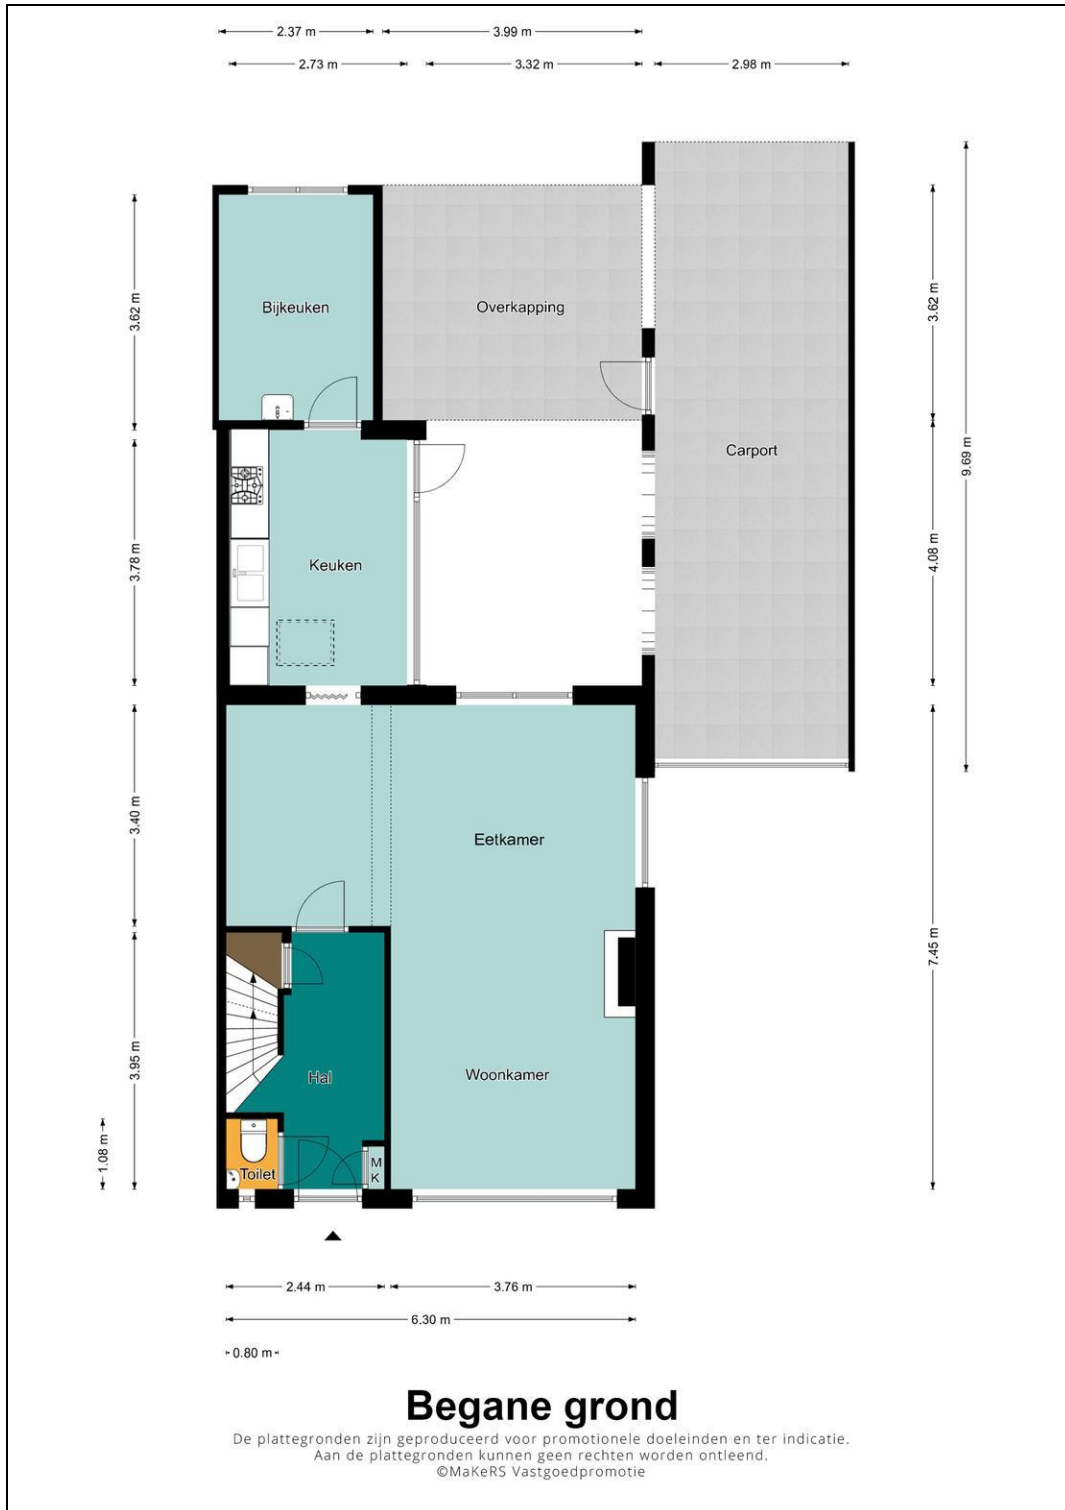 2.37 m
3.99 m
2.73 m
3.32 m
2.98 m
Bijkeuken
Overkapping
3.62 m
3.62 m
Carport
9.69 m
Keuken
3.78 m
4.08 m
Eetkamer
3.40 m
7.45 m
Hal
Woonkamer
3.95 m
1.08 m
Toilet
M
K
2.44 m
3.76 m
6.30 m
0.80 m
Begane grond
De plattegronden zijn geproduceerd voor promotionele doeleinden en ter indicatie.
Aan de plattegronden kunnen geen rechten worden ontleend.
©MaKeRS Vastgoedpromotie